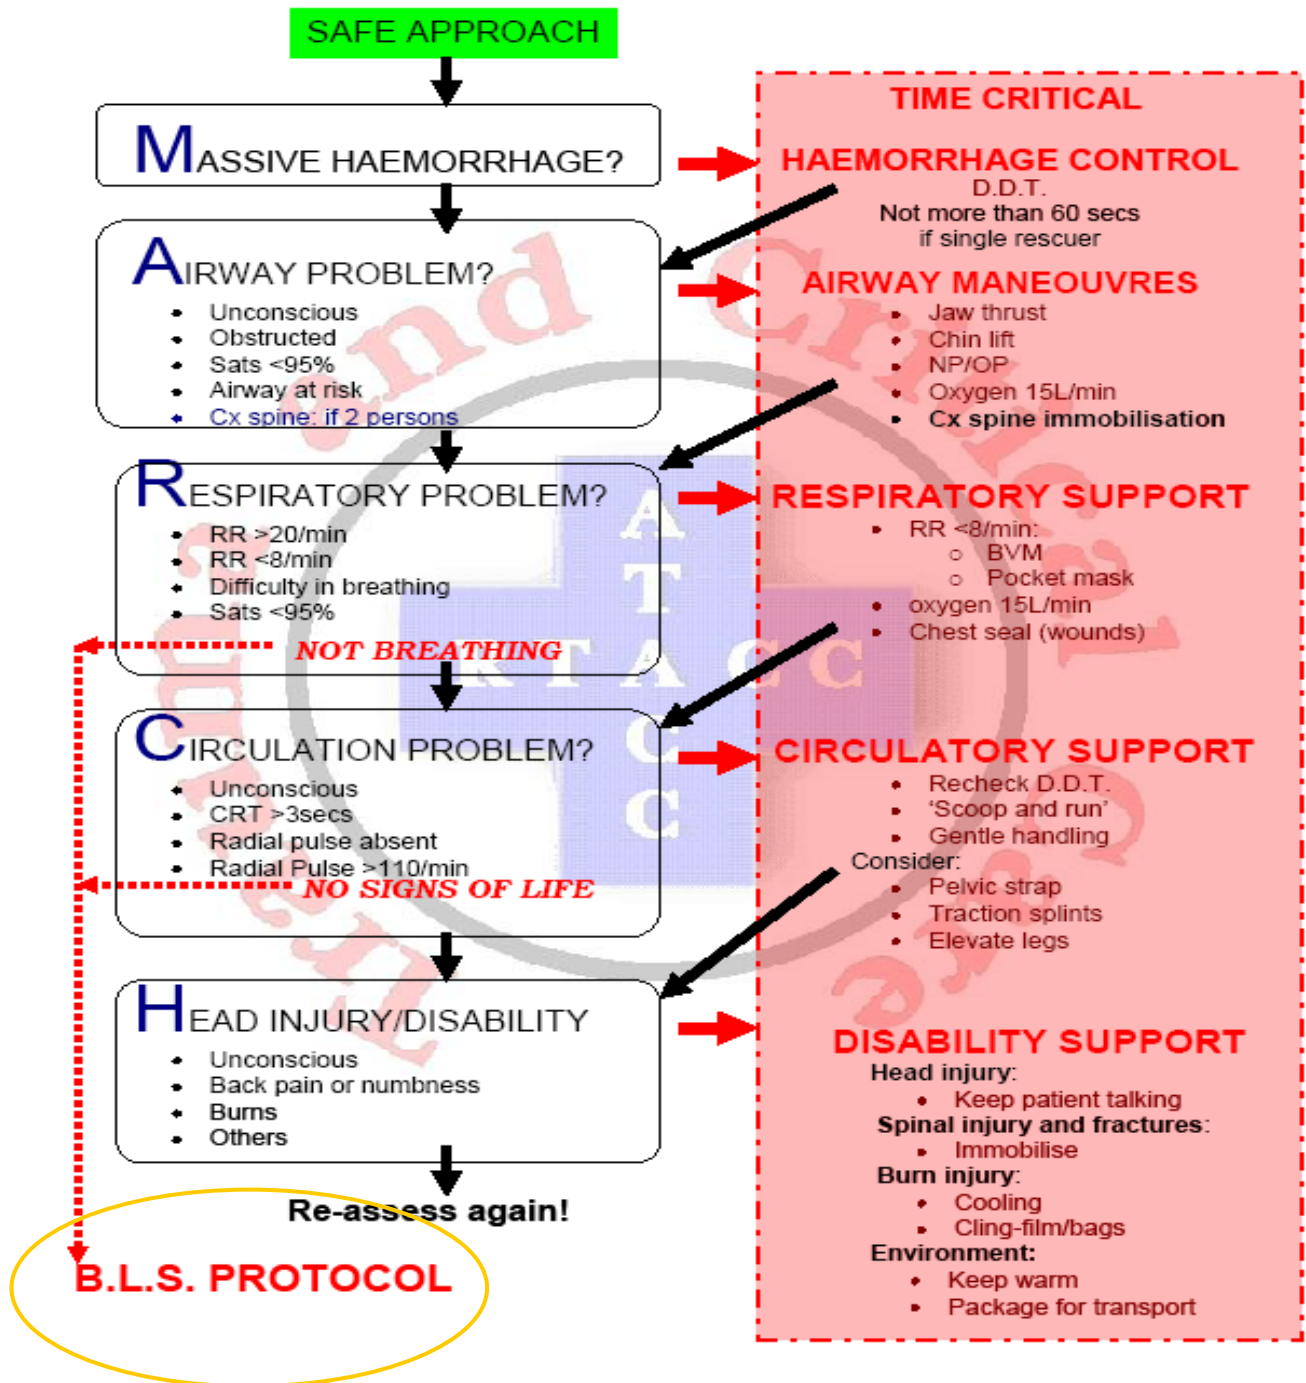 SAFE APPROACH
MASSIVE HAEMORRHAGE?
AIRWAY PROBLEM?
• Unconscious
• Obstructed
• Sats <95%
• Airway at risk
• Cx spine: if 2 persons
RESPIRATORY PROBLEM?
• RR >20/min
• RR <8/min
• Difficulty in breathing
• Sats <95%
NOT BREATHING
CIRCULATION PROBLEM?
• Unconscious
• CRT >3secs
• Radial pulse absent
• Radial Pulse >110/min
NO SIGNS OF LIFE
HEAD INJURY/DISABILITY
• Unconscious
• Back pain or numbness
• Burns
• Others
Re-assess again!
B.L.S. PROTOCOL
TIME CRITICAL
HAEMORRHAGE CONTROL
D.D.T.
Not more than 60 secs
if single rescuer
AIRWAY MANEOUVRES
• Jaw thrust
• Chin lift
• NP/OP
• Oxygen 15L/min
• Cx spine immobilisation
RESPIRATORY SUPPORT
• RR <8/min:
o BVM
o Pocket mask
• oxygen 15L/min
• Chest seal (wounds)
CIRCULATORY SUPPORT
• Recheck D.D.T.
• ‘Scoop and run’
• Gentle handling
Consider:
• Pelvic strap
• Traction splints
• Elevate legs
DISABILITY SUPPORT
Head injury:
• Keep patient talking
Spinal injury and fractures:
• Immobilise
Burn injury:
• Cooling
• Cling-film/bags
Environment:
• Keep warm
• Package for transport
Trauma and Critical Care
ATACC
RTACC